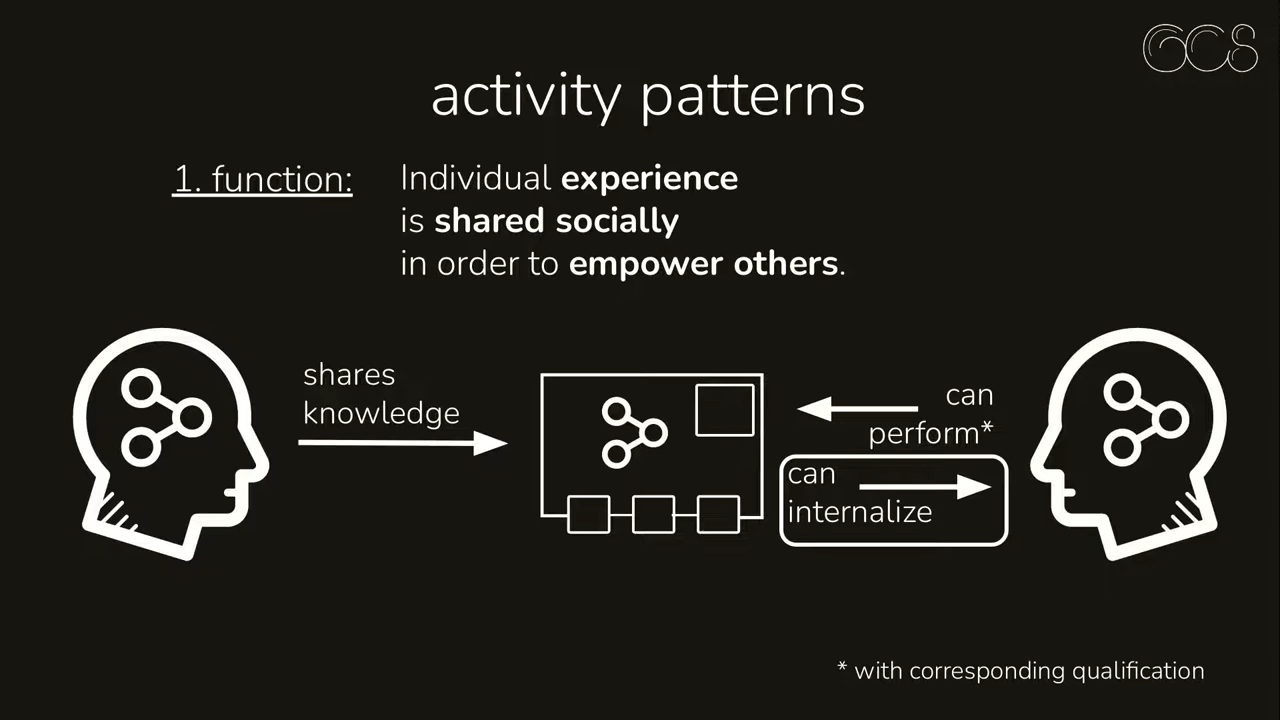 GCS
activity patterns
1. function:
Individual experience
is shared socially
in order to empower others.
shares
knowledge
can
perform*
can
internalize
* with corresponding qualification